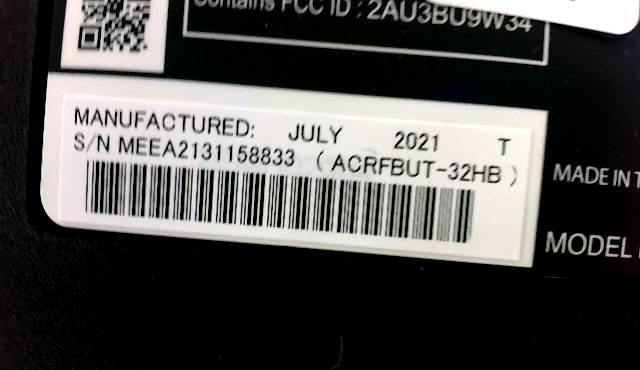 Contains FCC ID : 2AU3BU9W34
MANUFACTURED: JULY 2021 T
S/N MEEA2131158833 ( ACRFBUT-32HB )
MADE IN
MODEL